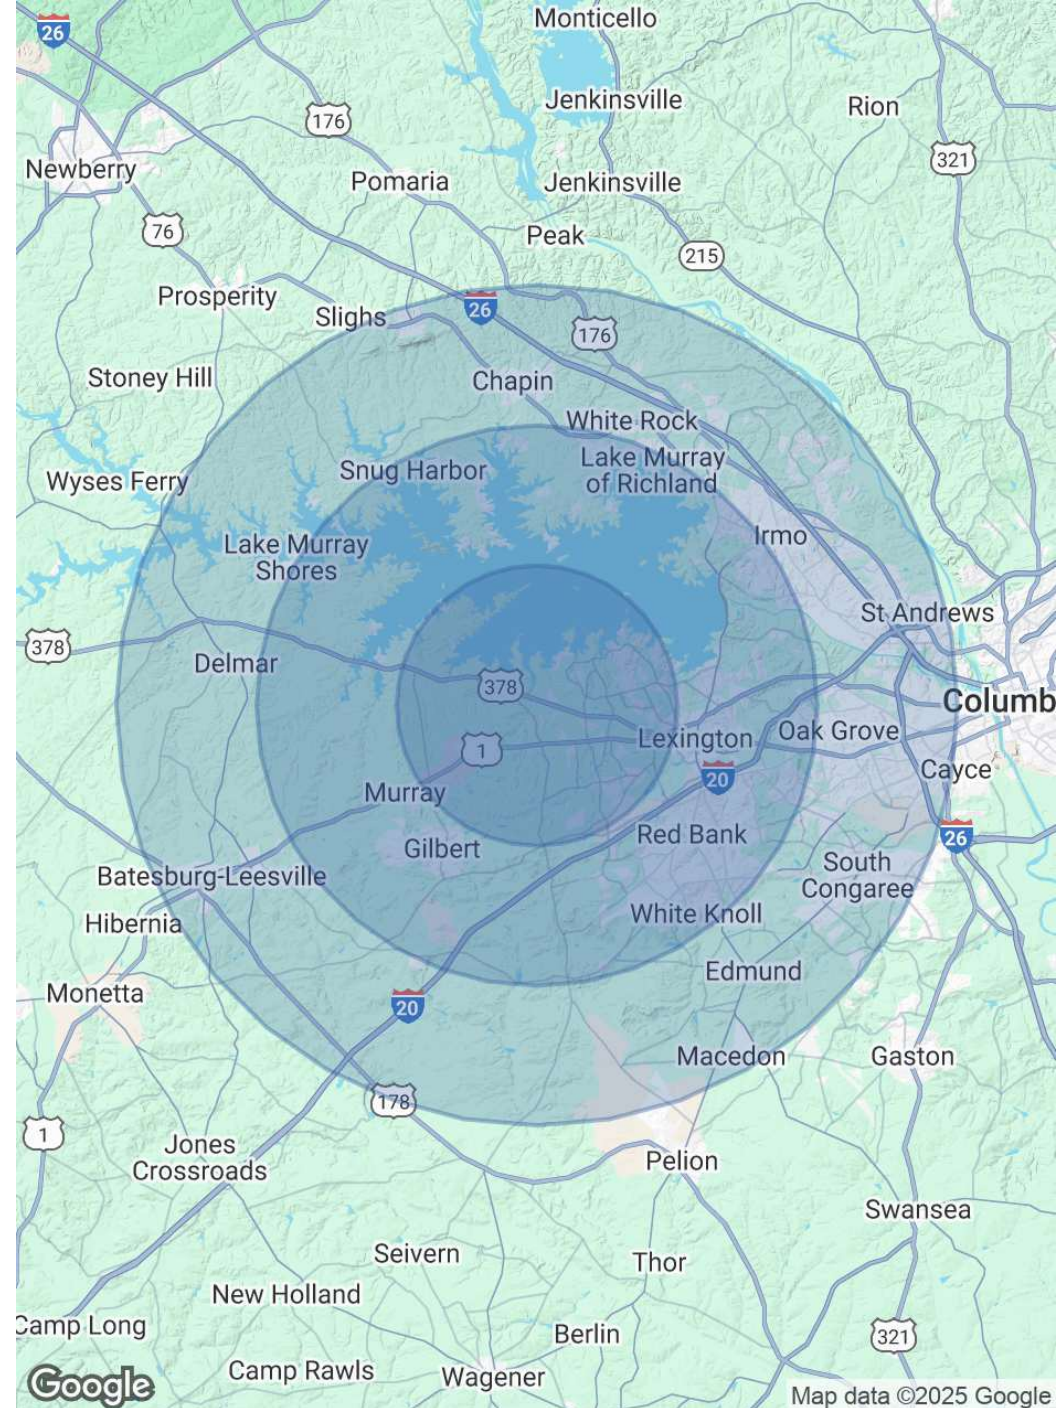 Monticello
26
Jenkinsville
Rion
176
321
Newberry
Pomaria
Jenkinsville
76
Peak
215
Prosperity
Slighs
26
176
Stoney Hill
Chapin
White Rock
Snug Harbor
Lake Murray
of Richland
Wyses Ferry
Irmo
Lake Murray
Shores
St Andrews
378
Delmar
378
Columb
Lexington
Oak Grove
1
Cayce
20
Murray
Red Bank
26
Gilbert
South
Congaree
Batesburg-Leesville
White Knoll
Hibernia
Edmund
Monetta
20
Macedon
Gaston
178
1
Jones
Crossroads
Pelion
Swansea
Seivern
Thor
New Holland
Camp Long
Berlin
321
Camp Rawls
Wagener
Google
Map data ©2025 Google